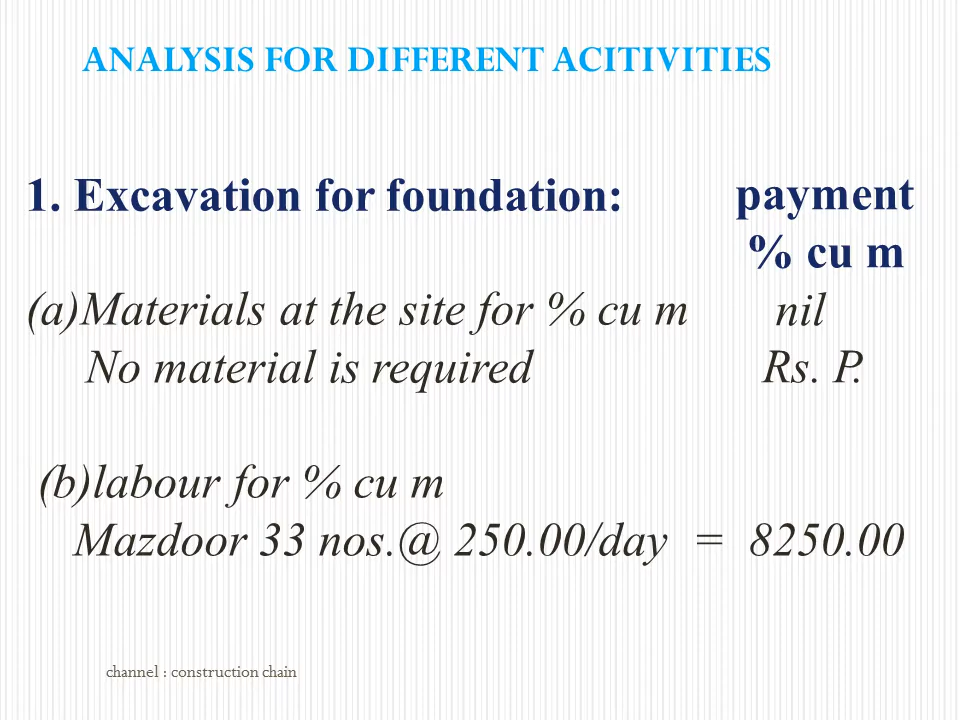 ANALYSIS FOR DIFFERENT ACITIVITIES
1. Excavation for foundation: payment
% cu m
(a)Materials at the site for % cu m nil
No material is required Rs. P.
(b)labour for % cu m
Mazdoor 33 nos.@ 250.00/day = 8250.00
channel : construction chain